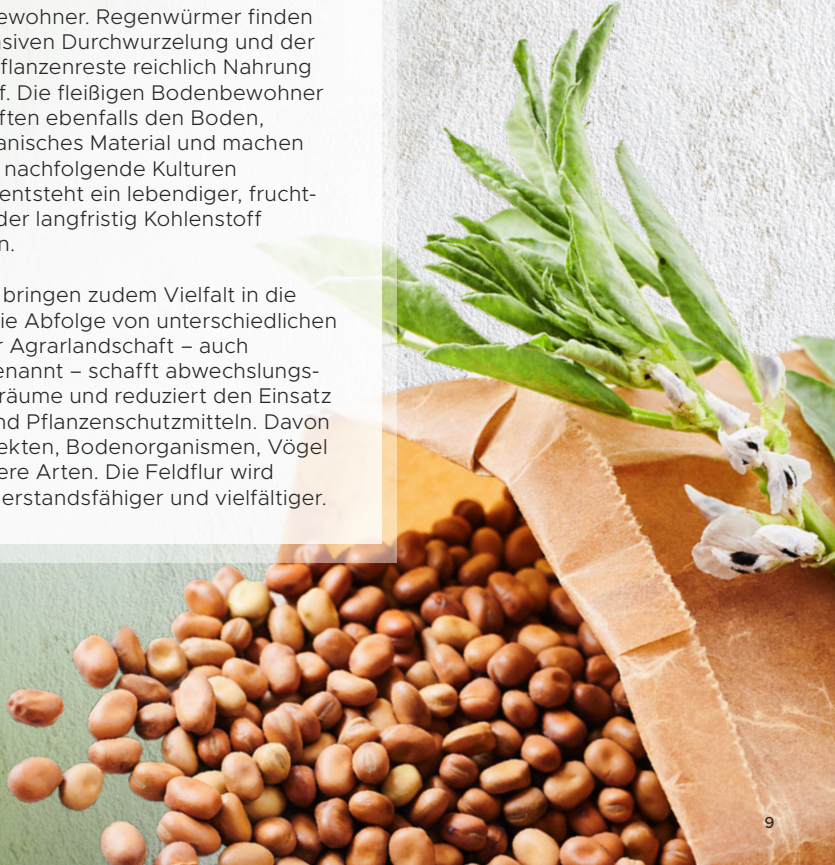 ewohner. Regenwürmer finden
siven Durchwurzelung und der
flanzenreste reichlich Nahrung
f. Die fleißigen Bodenbewohner
ften ebenfalls den Boden,
anisches Material und machen
nachfolgende Kulturen
entsteht ein lebendiger, frucht-
der langfristig Kohlenstoff
n.
bringen zudem Vielfalt in die
ie Abfolge von unterschiedlichen
r Agrarlandschaft – auch
enannt – schafft abwechslungs-
räume und reduziert den Einsatz
nd Pflanzenschutzmitteln. Davon
ekten, Bodenorganismen, Vögel
ere Arten. Die Feldflur wird
erstandsfähiger und vielfältiger.
9